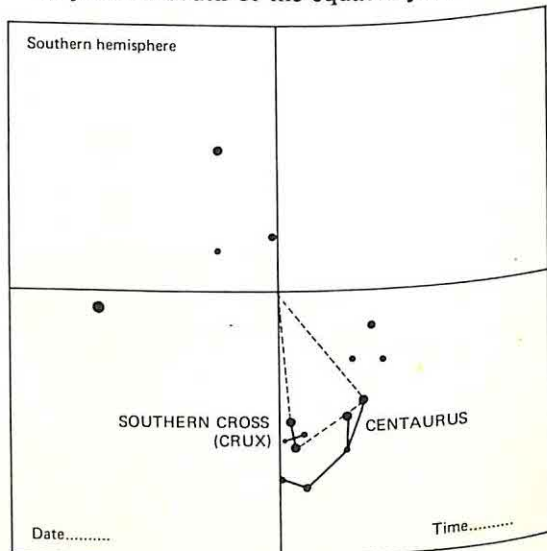 Southern hemisphere
SOUTHERN CROSS
(CRUX)
CENTAURUS
Date..........
Time..........